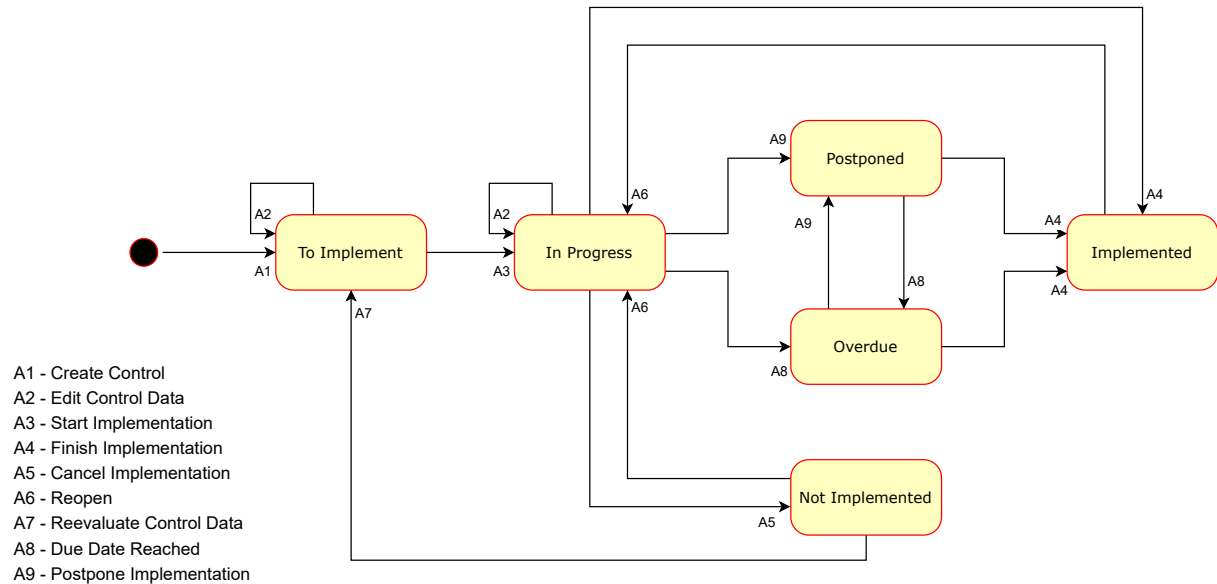 A4
A6
A9
Postponed
A2
A2
A9
A4
To Implement
In Progress
Implemented
A1
A3
A8
A4
A7
A6
Overdue
A8
A1 - Create Control
A2 - Edit Control Data
A3 - Start Implementation
A4 - Finish Implementation
A5 - Cancel Implementation
A6 - Reopen
A7 - Reevaluate Control Data
A8 - Due Date Reached
A9 - Postpone Implementation
Not Implemented
A5